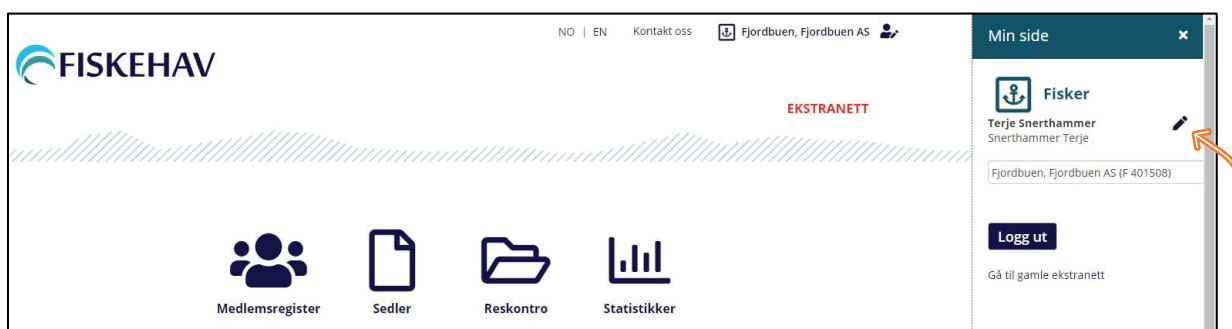 NO | EN Kontakt oss Fjordbuen, Fjordbuen AS
FISKEHAV
EKSTRANETT
Medlemsregister Sedler Reskontro Statistikker
Min side ×
Fisker
Terje Snerthammer
Snerthammer Terje
Fjordbuen, Fjordbuen AS (F 401508)
Logg ut
Gå til gamle ekstranett